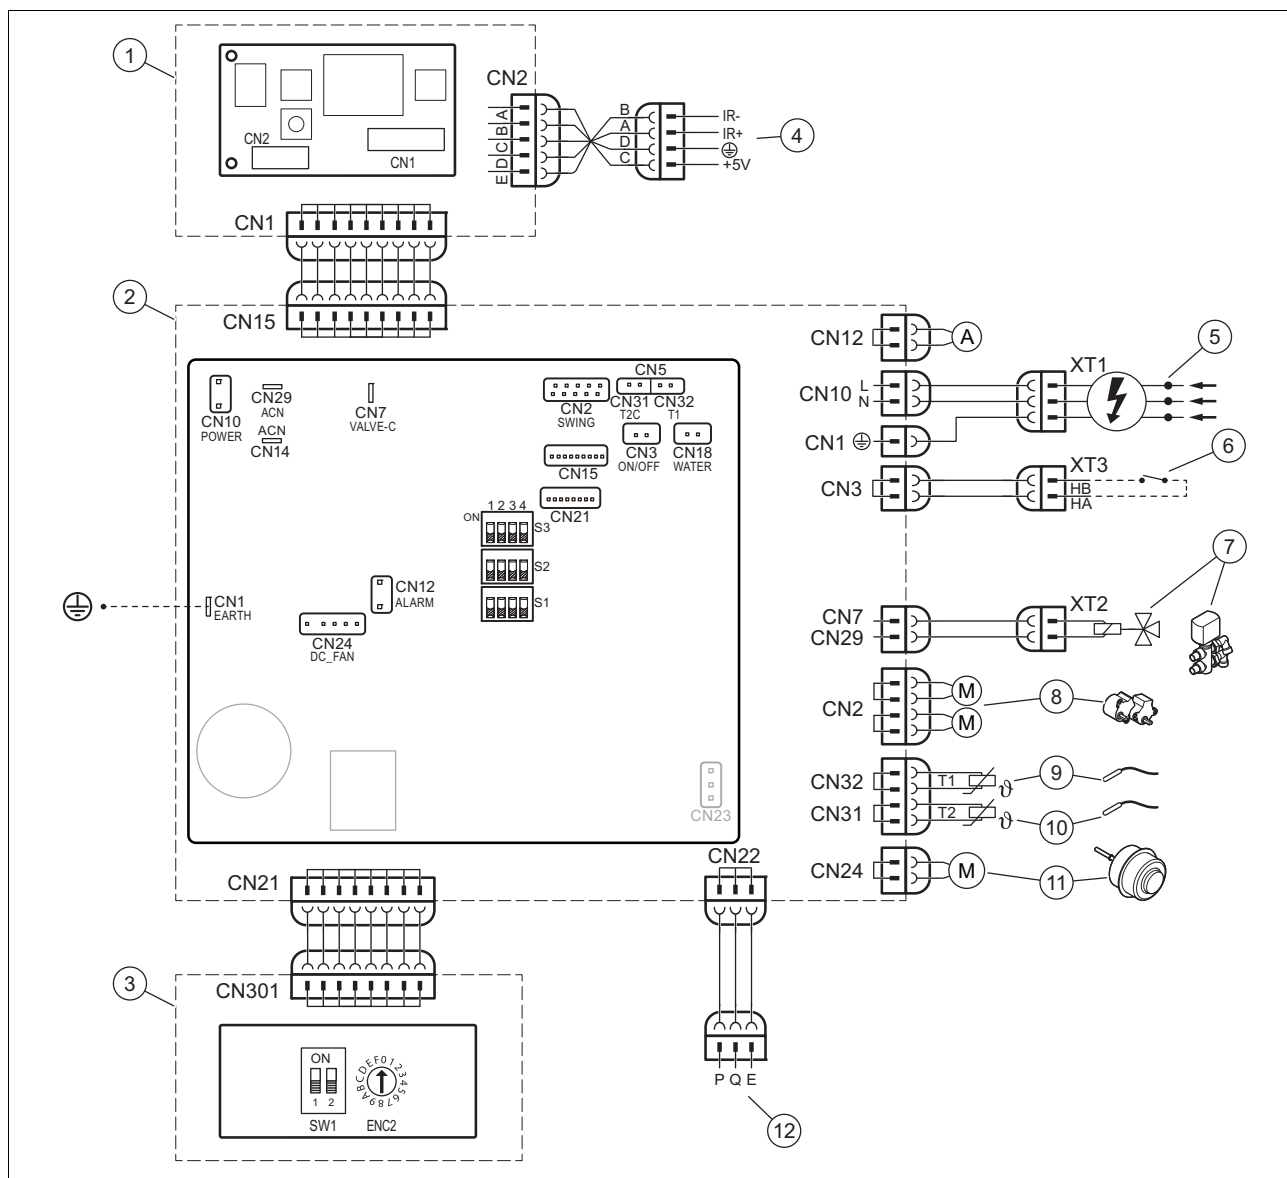 1
CN2
CN2
CN1
A
B
C
D
E
B
A
D
C
IR-
IR+
+5V
4
CN1
2
CN15
CN12
A
5
CN10
L
N
XT1
CN1
6
CN3
XT3
HB
HA
7
CN7
CN29
XT2
CN2
M
M
8
CN32
T1
ϑ
9
CN31
T2
ϑ
10
CN24
M
11
CN10
POWER
CN29
ACN
ACN
CN14
CN7
VALVE-C
CN2
SWING
CN5
CN31
T2C
CN32
T1
CN3
ON/OFF
CN18
WATER
CN15
CN21
ON
1 2 3 4
S3
S2
S1
CN1
EARTH
CN12
ALARM
CN24
DC_FAN
CN23
CN21
CN22
3
CN301
ON
1 2
SW1
0123456789ABCDEF
ENC2
P Q E
12